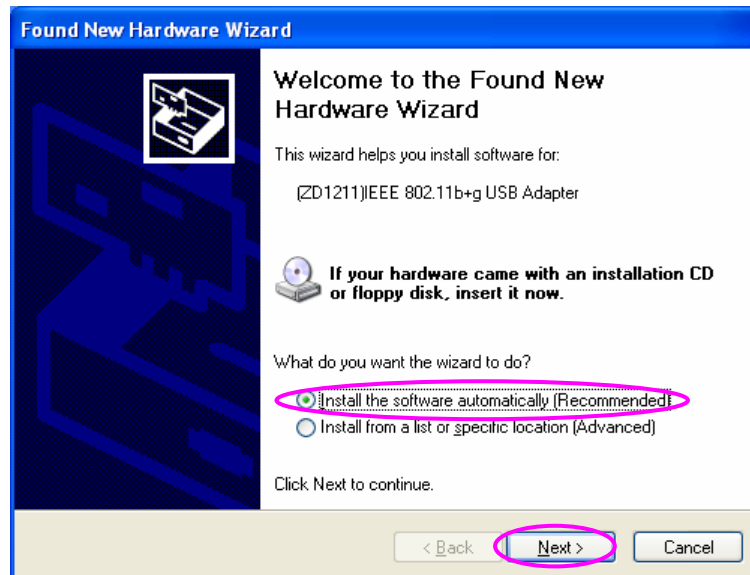 Found New Hardware Wizard
Welcome to the Found New
Hardware Wizard
This wizard helps you install software for:
(ZD1211)IEEE 802.11b+g USB Adapter
If your hardware came with an installation CD
or floppy disk, insert it now.
What do you want the wizard to do?
Install the software automatically (Recommended)
Install from a list or specific location (Advanced)
Click Next to continue.
< Back Next > Cancel